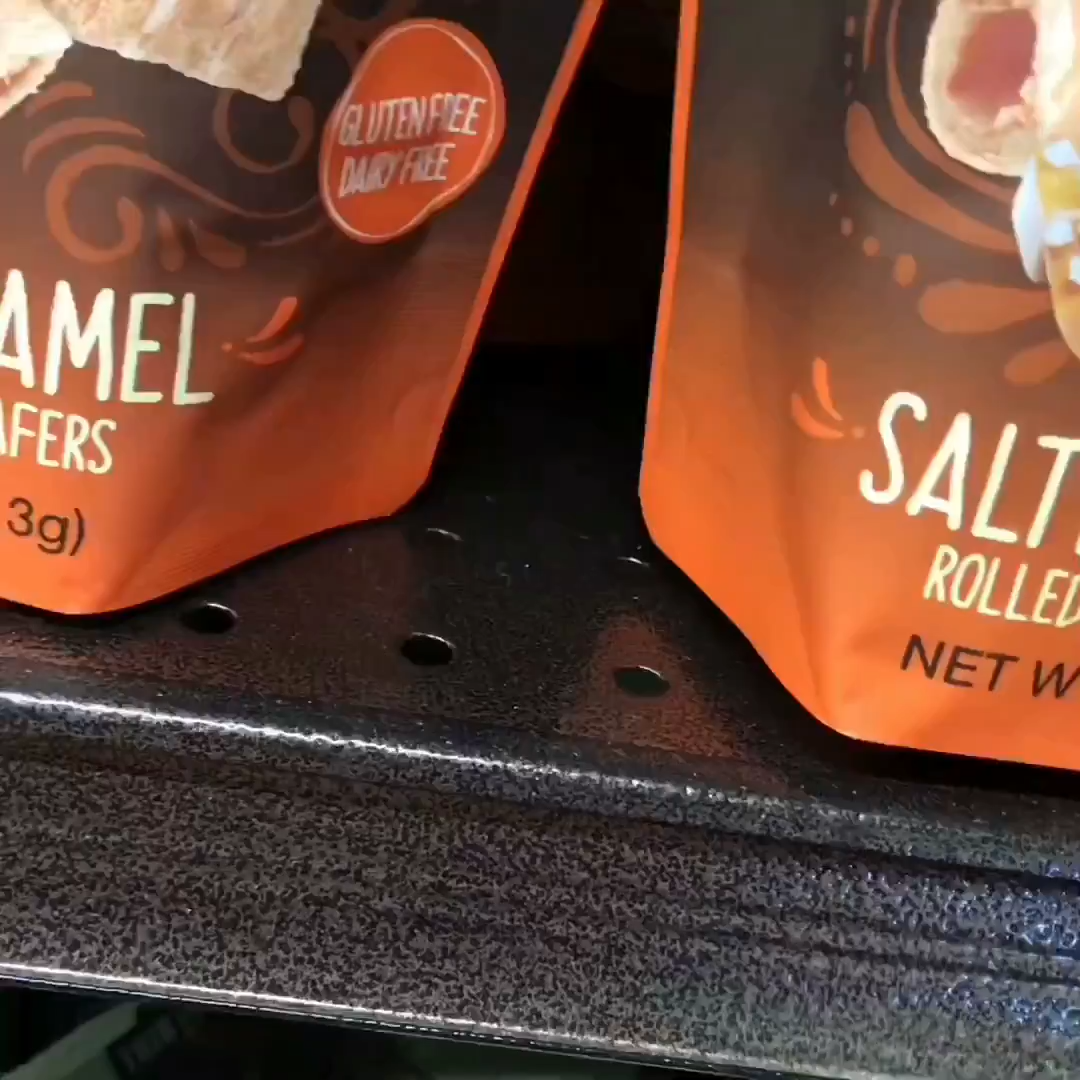 GLUTEN FREE
DAIRY FREE
AMEL
AFERS
3g)
SALT
ROLLED
NET W